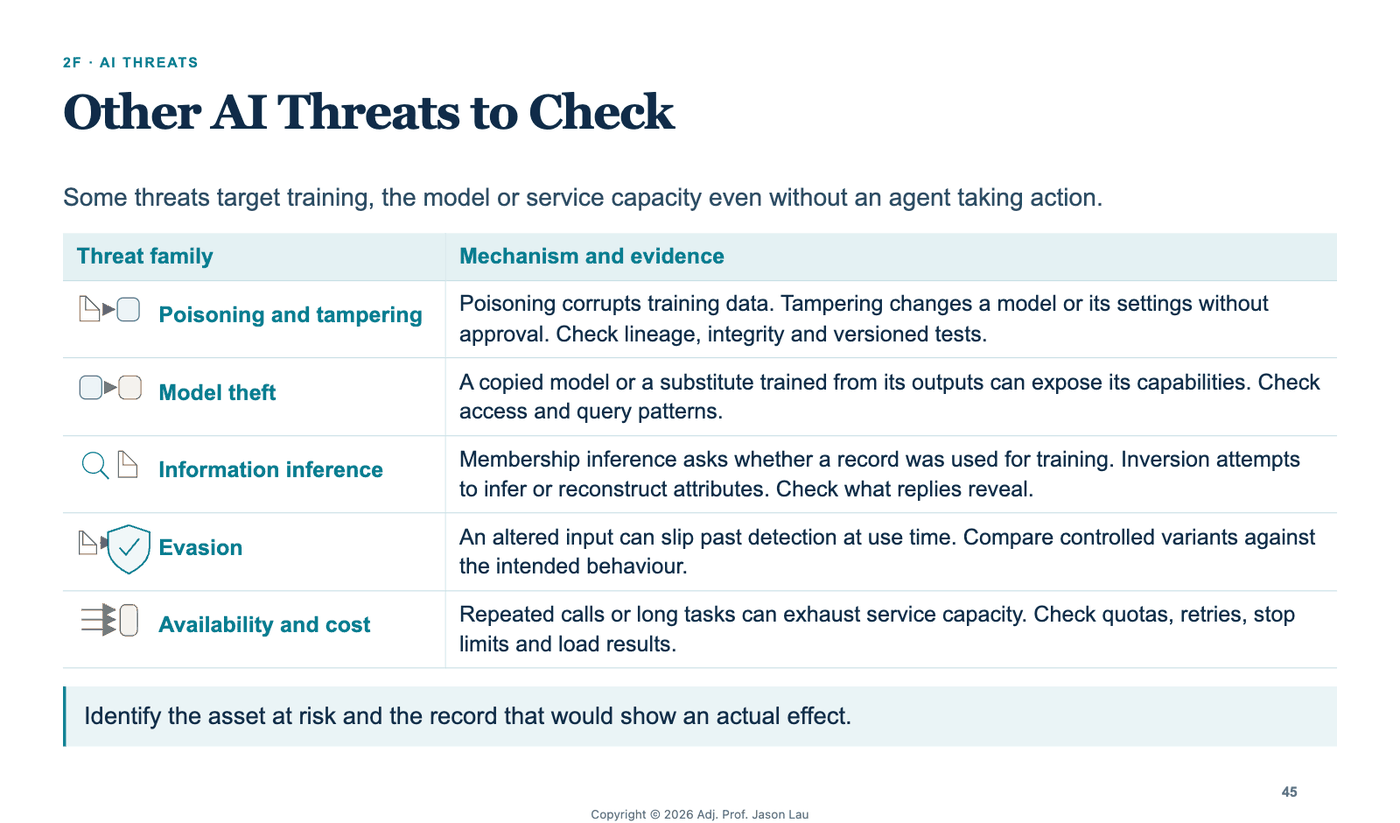 2F · AI THREATS
Other AI Threats to Check
Some threats target training, the model or service capacity even without an agent taking action.
Threat family
Mechanism and evidence
Poisoning and tampering
Poisoning corrupts training data. Tampering changes a model or its settings without
approval. Check lineage, integrity and versioned tests.
Model theft
A copied model or a substitute trained from its outputs can expose its capabilities. Check
access and query patterns.
Information inference
Membership inference asks whether a record was used for training. Inversion attempts
to infer or reconstruct attributes. Check what replies reveal.
Evasion
An altered input can slip past detection at use time. Compare controlled variants against
the intended behaviour.
Availability and cost
Repeated calls or long tasks can exhaust service capacity. Check quotas, retries, stop
limits and load results.
Identify the asset at risk and the record that would show an actual effect.
45
Copyright © 2026 Adj. Prof. Jason Lau